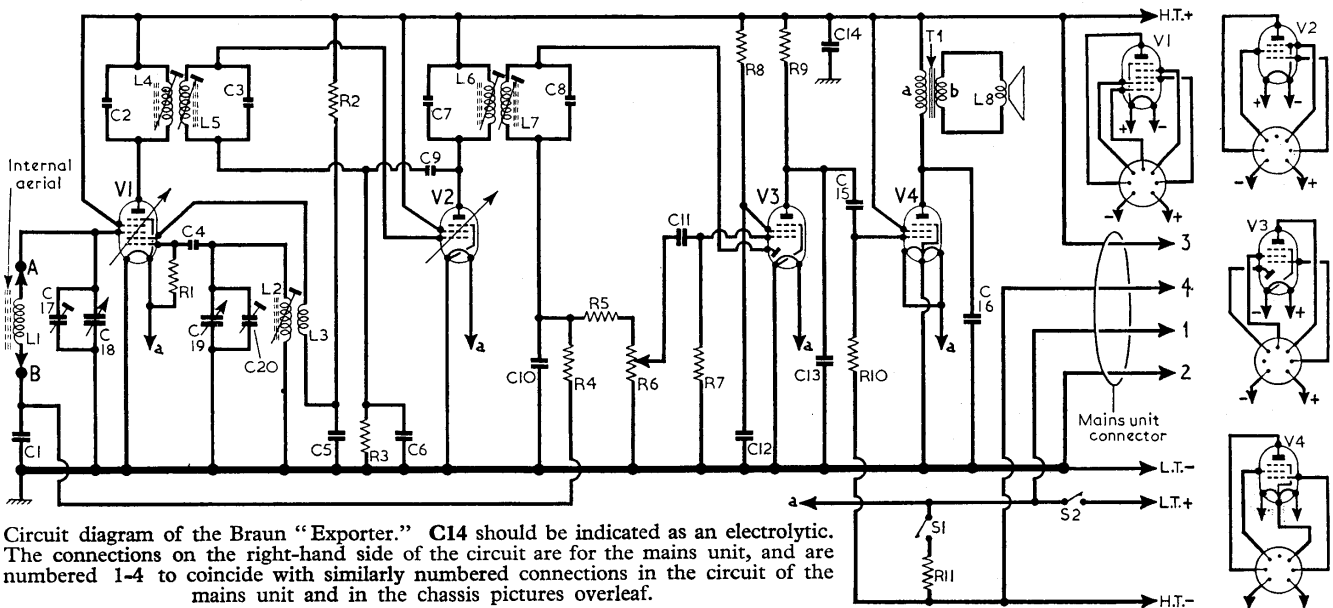 H.T.+
C14
T1
L4
C3
C2
L5
R2
L6
C8
C7
L7
R8
R9
a
b
L8
V1
+
-
-
+
V2
+
-
-
+
Internal
aerial
V1
C9
V2
C11
V3
C
15
V4
A
C4
R1
L2
L3
C
17
C
18
L1
B
C
19
C20
a
R5
a
C10
R4
R6
R7
a
C13
R10
C
16
a
C1
C5
R3
C6
C12
3
4
1
2
Mains unit
connector
V3
-
+
-
+
L.T.-
a
S1
S2
L.T.+
R11
H.T.-
V4
-
+
Circuit diagram of the Braun "Exporter." C14 should be indicated as an electrolytic.
The connections on the right-hand side of the circuit are for the mains unit, and are
numbered 1-4 to coincide with similarly numbered connections in the circuit of the
mains unit and in the chassis pictures overleaf.